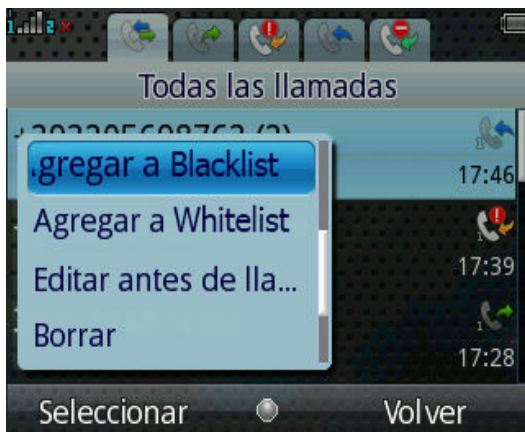 Todas las llamadas
17:46
.gregar a Blacklist
Agregar a Whitelist
17:39
Editar antes de lla...
Borrar
17:28
Seleccionar
Volver